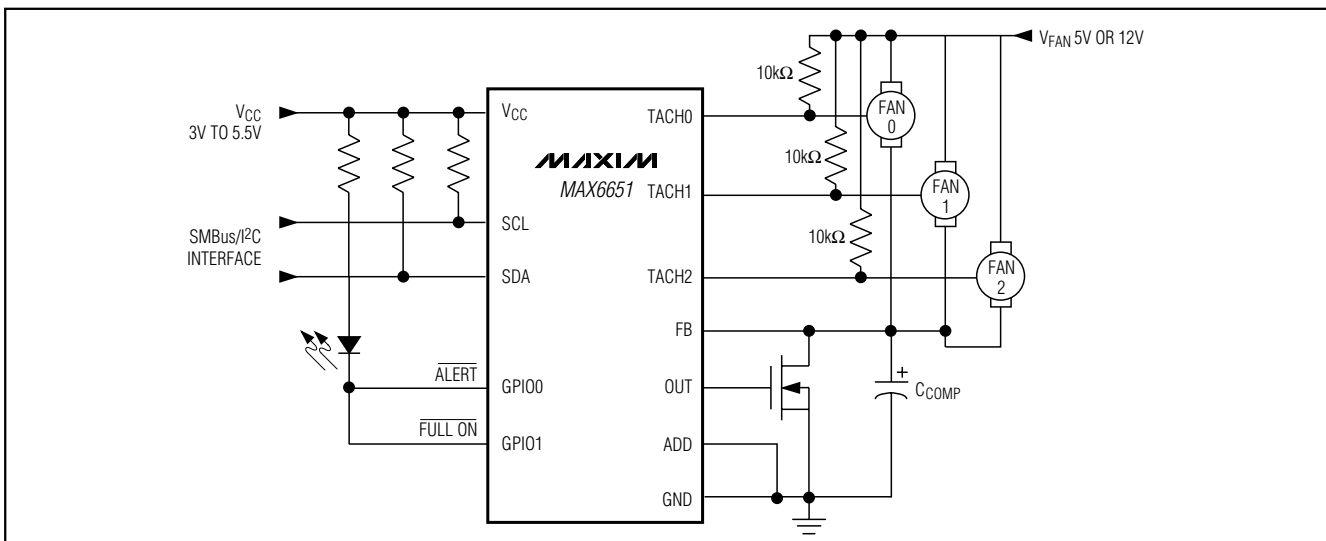 VFAN 5V OR 12V
10kΩ
FAN
0
VCC
3V TO 5.5V
VCC
TACH0
MAXIM
MAX6651
10kΩ
TACH1
FAN
1
SCL
SMBus/I2C
INTERFACE
10kΩ
SDA
TACH2
FAN
2
FB
ALERT
GPIO0
OUT
+
CCOMP
FULL ON
GPIO1
ADD
GND